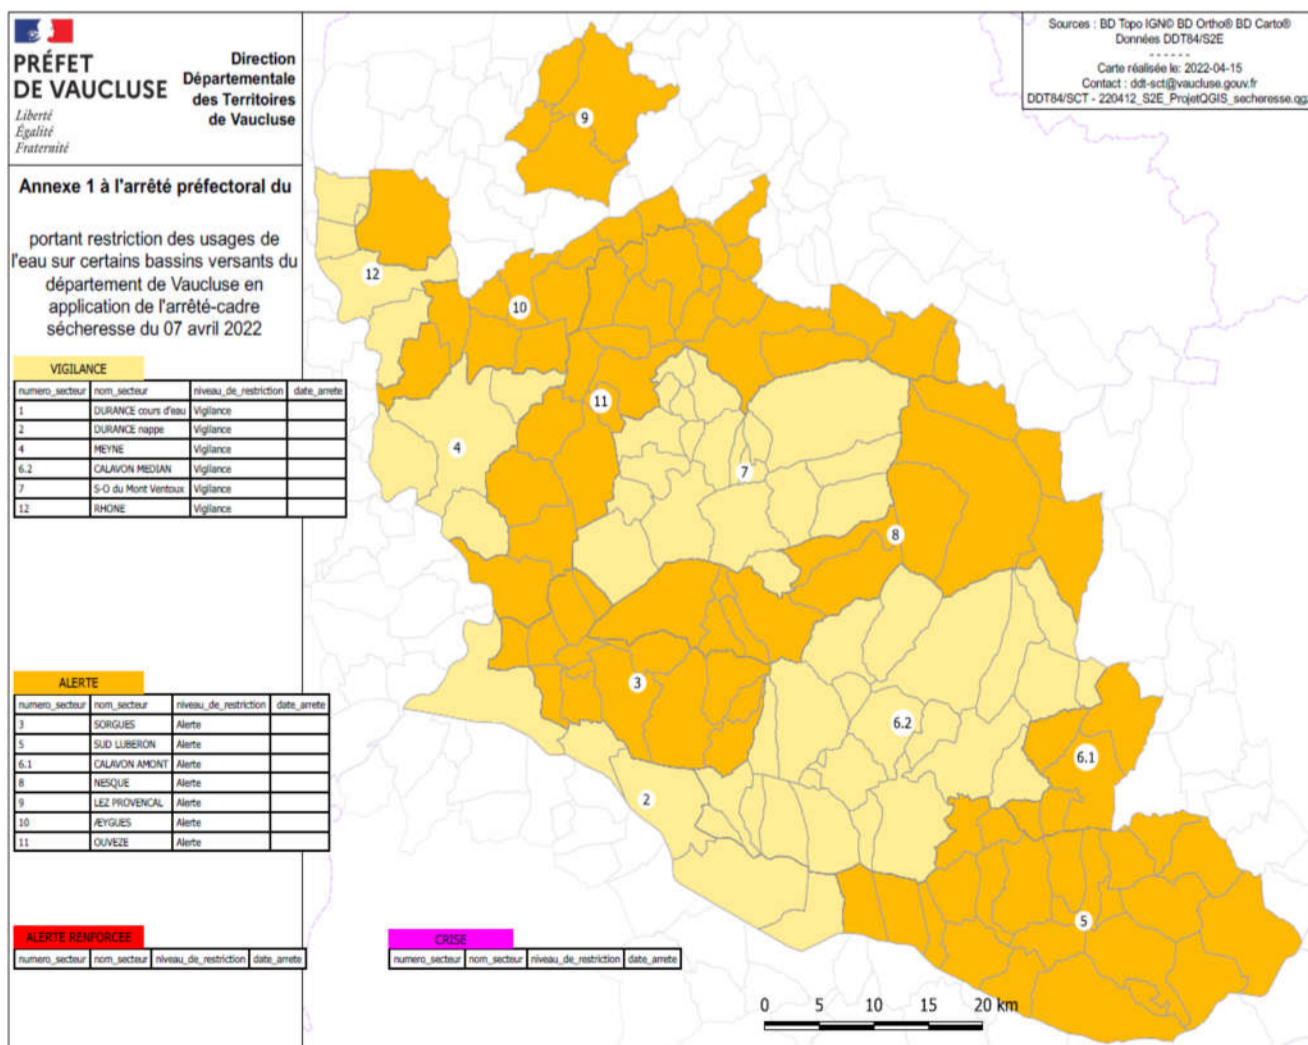 PRÉFET
DE VAUCLUSE
Liberté
Égalité
Fraternité
Direction
Départementale
des Territoires
de Vaucluse
Sources : BD Topo IGN© BD Ortho® BD Carto®
Données DDT84/S2E
- - - - - -
Carte réalisée le: 2022-04-15
Contact : ddt-sct@vaucluse.gouv.fr
DDT84/SCT - 220412_S2E_ProjetQGIS_secheresse.qgz
Annexe 1 à l'arrêté préfectoral du
portant restriction des usages de
l'eau sur certains bassins versants du
département de Vaucluse en
application de l'arrêté-cadre
sécheresse du 07 avril 2022
VIGILANCE
numero_secteur nom_secteur niveau_de_restriction date_arrete
1 DURANCE cours d'eau Vigilance
2 DURANCE nappe Vigilance
4 MEYNE Vigilance
6.2 CALAVON MEDIAN Vigilance
7 S-O du Mont Ventoux Vigilance
12 RHONE Vigilance
ALERTE
numero_secteur nom_secteur niveau_de_restriction date_arrete
3 SORGUES Alerte
5 SUD LUBERON Alerte
6.1 CALAVON AMONT Alerte
8 NESQUE Alerte
9 LEZ PROVENCAL Alerte
10 ÆYGUES Alerte
11 OUVEZE Alerte
ALERTE RENFORCEE
numero_secteur nom_secteur niveau_de_restriction date_arrete
CRISE
numero_secteur nom_secteur niveau_de_restriction date_arrete
9
12
10
11
4
7
8
3
6.2
6.1
2
5
0 5 10 15 20 km